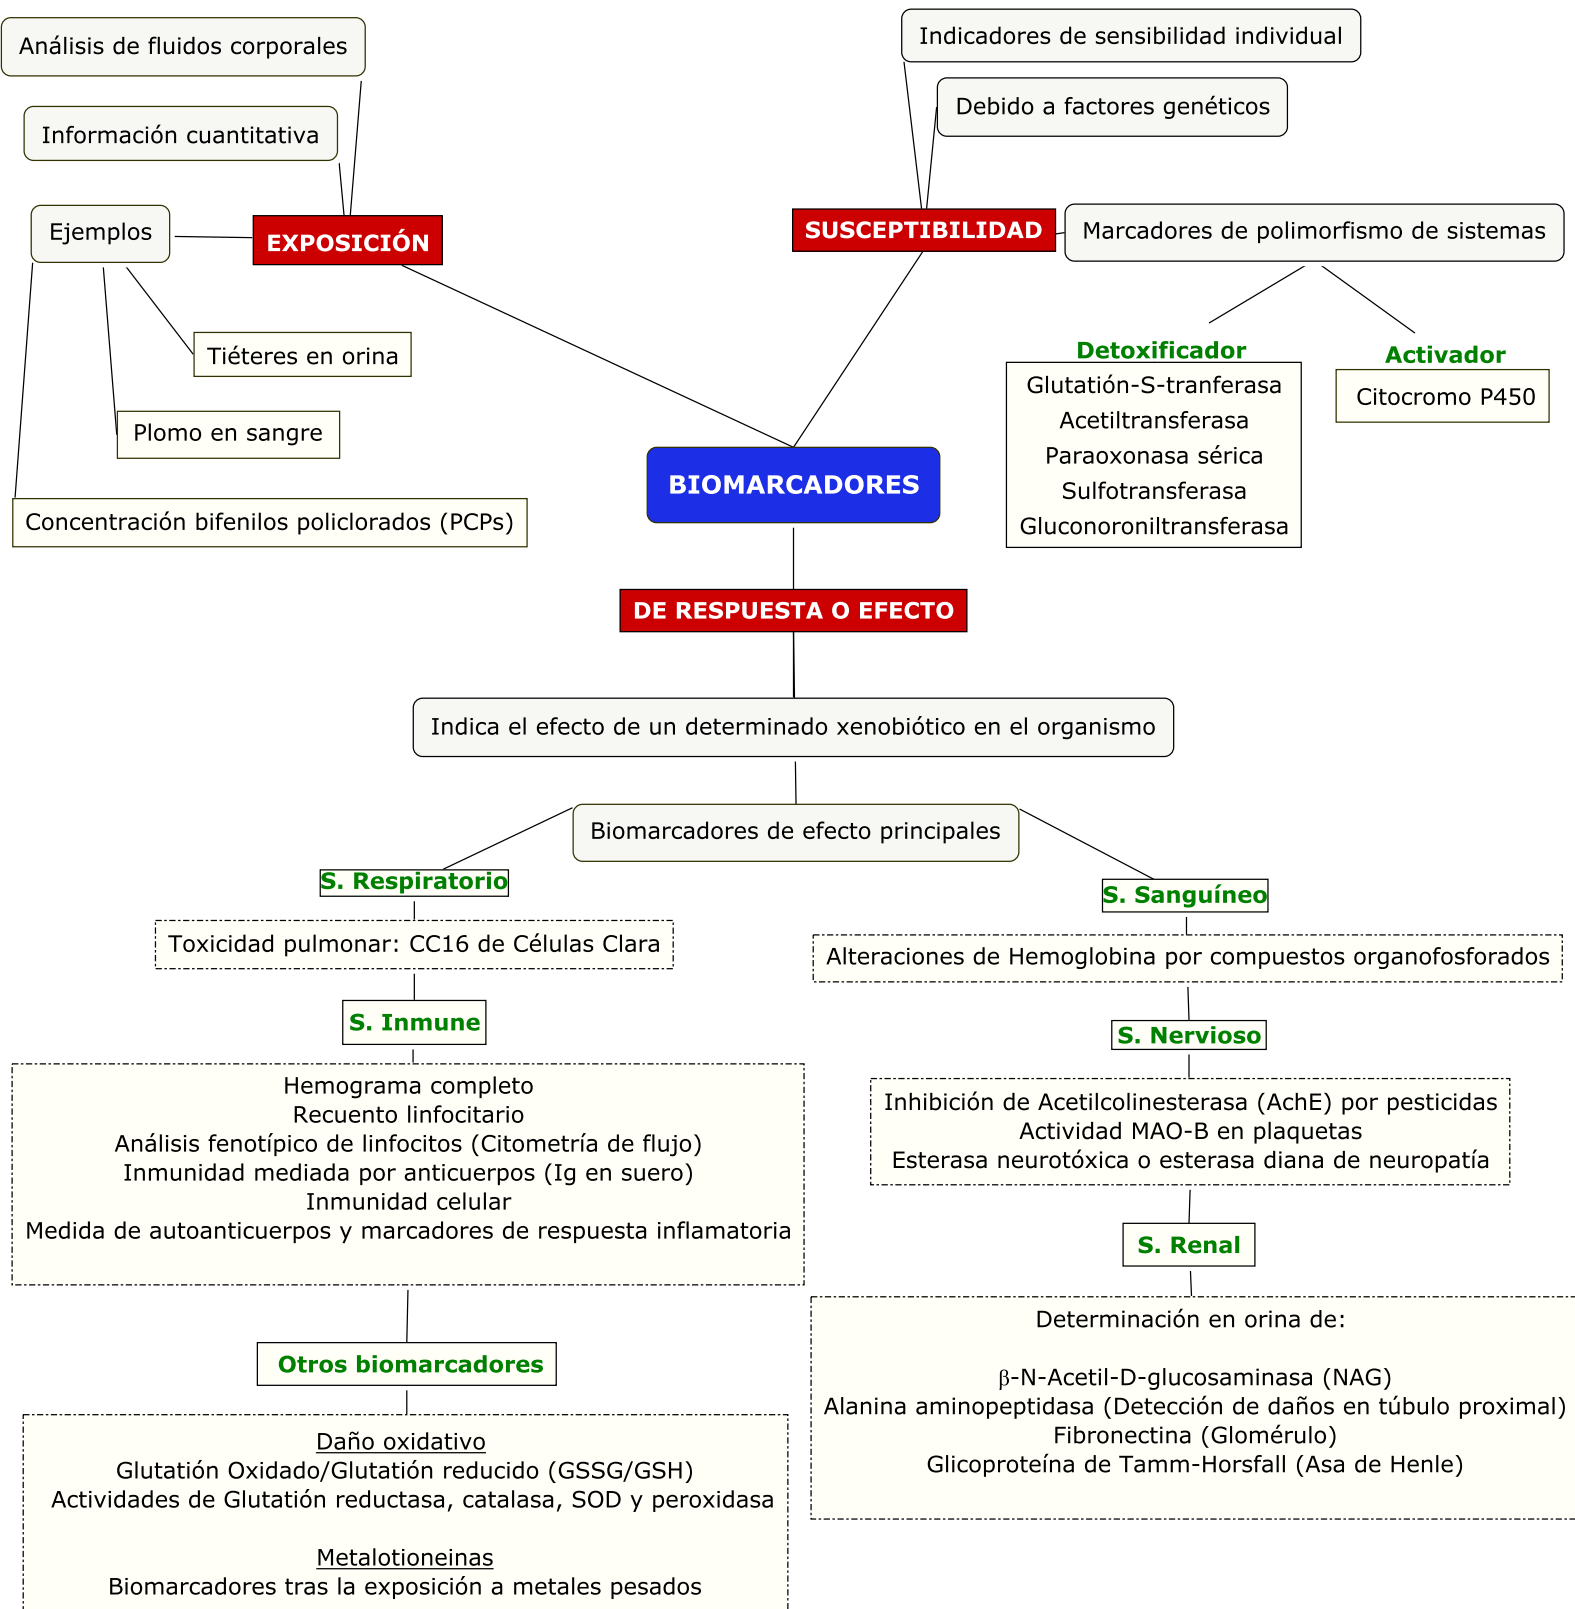 Análisis de fluidos corporales
Información cuantitativa
Ejemplos
EXPOSICIÓN
Tiéteres en orina
Plomo en sangre
Concentración bifenilos policlorados (PCPs)
Indicadores de sensibilidad individual
Debido a factores genéticos
SUSCEPTIBILIDAD
Marcadores de polimorfismo de sistemas
Detoxificador
Glutatión-S-tranferasa
Acetiltransferasa
Paraoxonasa sérica
Sulfotransferasa
Gluconoroniltransferasa
Activador
Citocromo P450
BIOMARCADORES
DE RESPUESTA O EFECTO
Indica el efecto de un determinado xenobiótico en el organismo
Biomarcadores de efecto principales
S. Respiratorio
Toxicidad pulmonar: CC16 de Células Clara
S. Inmune
Hemograma completo
Recuento linfocitario
Análisis fenotípico de linfocitos (Citometría de flujo)
Inmunidad mediada por anticuerpos (Ig en suero)
Inmunidad celular
Medida de autoanticuerpos y marcadores de respuesta inflamatoria
Otros biomarcadores
Daño oxidativo
Glutatión Oxidado/Glutatión reducido (GSSG/GSH)
Actividades de Glutatión reductasa, catalasa, SOD y peroxidasa
Metalotioneinas
Biomarcadores tras la exposición a metales pesados
S. Sanguíneo
Alteraciones de Hemoglobina por compuestos organofosforados
S. Nervioso
Inhibición de Acetilcolinesterasa (AchE) por pesticidas
Actividad MAO-B en plaquetas
Esterasa neurotóxica o esterasa diana de neuropatía
S. Renal
Determinación en orina de:
β-N-Acetil-D-glucosaminasa (NAG)
Alanina aminopeptidasa (Detección de daños en túbulo proximal)
Fibronectina (Glomérulo)
Glicoproteína de Tamm-Horsfall (Asa de Henle)